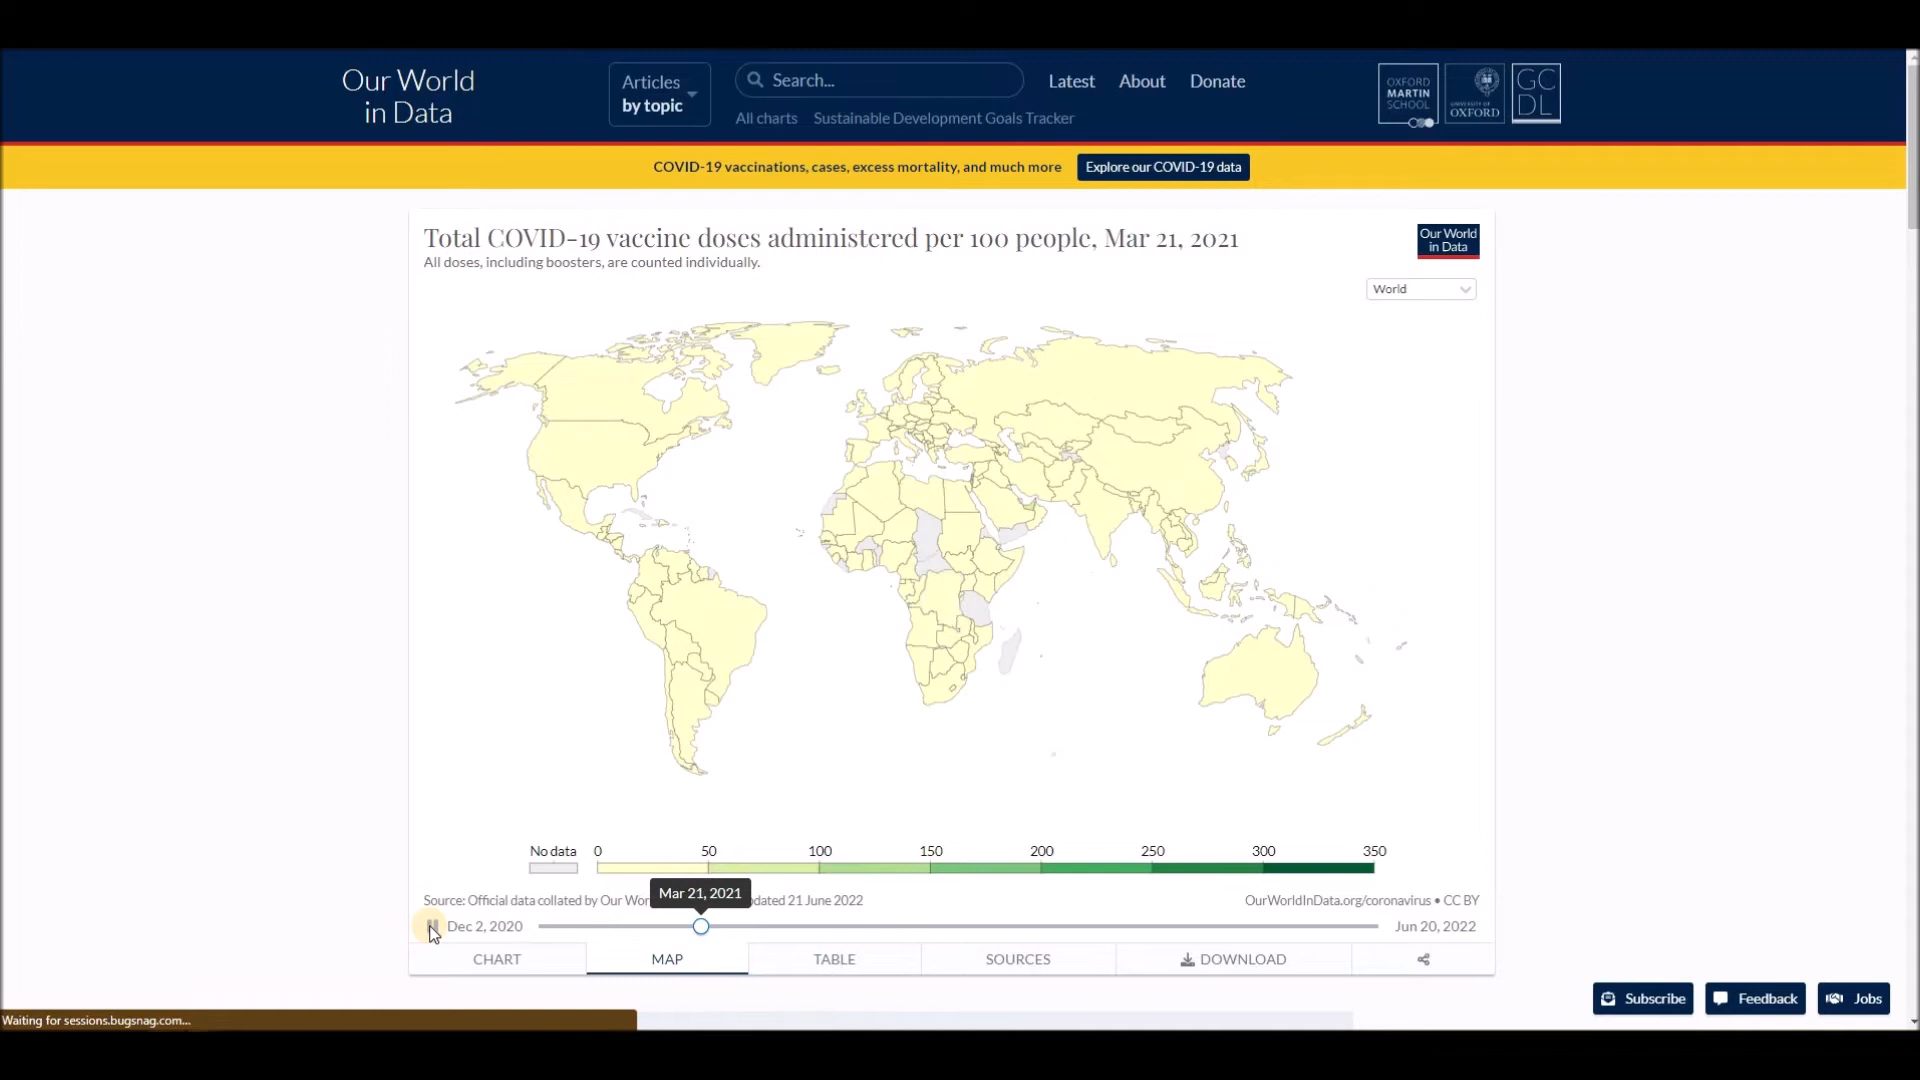 Our World
in Data
Articles
by topic
Search...
Latest
About
Donate
All charts
Sustainable Development Goals Tracker
OXFORD
MARTIN
SCHOOL
UNIVERSITY OF
OXFORD
GC
DL
COVID-19 vaccinations, cases, excess mortality, and much more
Explore our COVID-19 data
Total COVID-19 vaccine doses administered per 100 people, Mar 21, 2021
All doses, including boosters, are counted individually.
Our World
in Data
World
No data
0
50
100
150
200
250
300
350
Mar 21, 2021
Source: Official data collated by Our Wor
dated 21 June 2022
OurWorldInData.org/coronavirus • CC BY
Dec 2, 2020
Jun 20, 2022
CHART
MAP
TABLE
SOURCES
DOWNLOAD
Subscribe
Feedback
Jobs
Waiting for sessions.bugsnag.com...